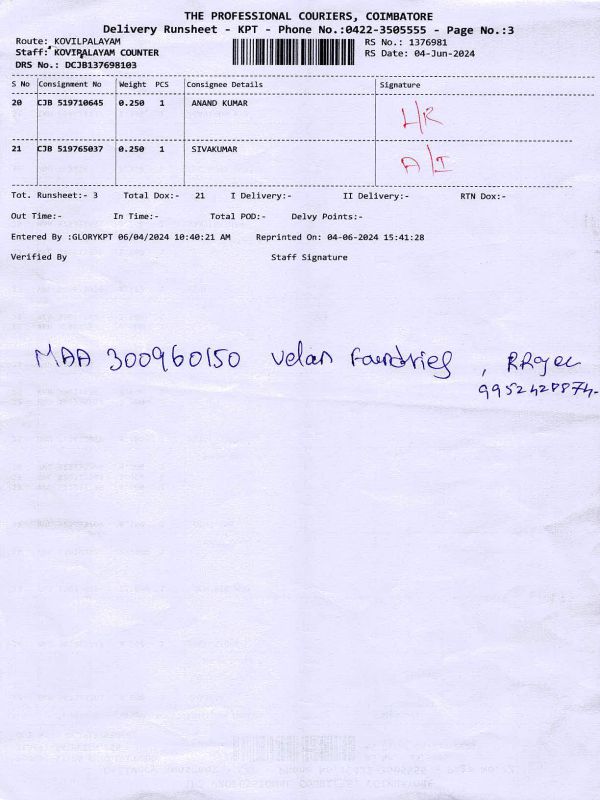 THE PROFESSIONAL COURIERS, COIMBATORE
Delivery Runsheet - KPT - Phone No.:0422-3505555 - Page No.:3
Route: KOVILPALAYAM RS No.: 1376981
Staff: KOVIRPALAYAM COUNTER RS Date: 04-Jun-2024
DRS No.: DCJB137698103
S No Consignment No Weight PCS Consignee Details Signature
20 CJB 519710645 0.250 1 ANAND KUMAR L/R
21 CJB 519765037 0.250 1 SIVAKUMAR A/I
Tot. Runsheet:- 3 Total Dox:- 21 I Delivery:- II Delivery:- RTN Dox:-
Out Time:- In Time:- Total POD:- Delvy Points:-
Entered By :GLORYKPT 06/04/2024 10:40:21 AM Reprinted On: 04-06-2024 15:41:28
Verified By Staff Signature
MAA 300960150 Velan Foundries ,